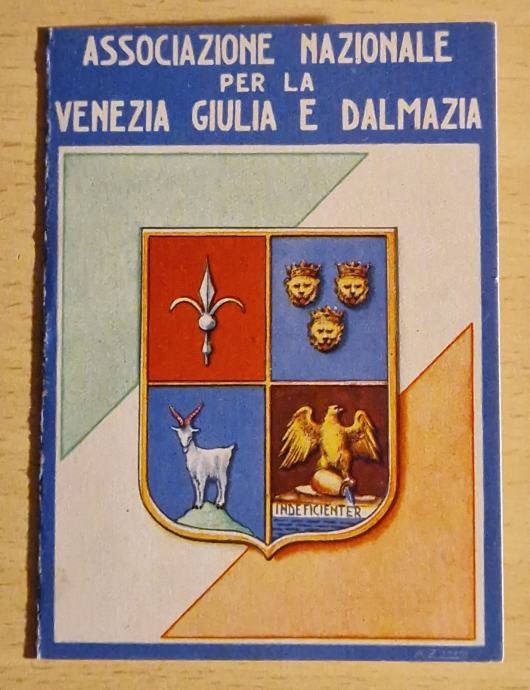 ASSOCIAZIONE NAZIONALE
PER LA
VENEZIA GIULIA E DALMAZIA
INDEFICIENTER